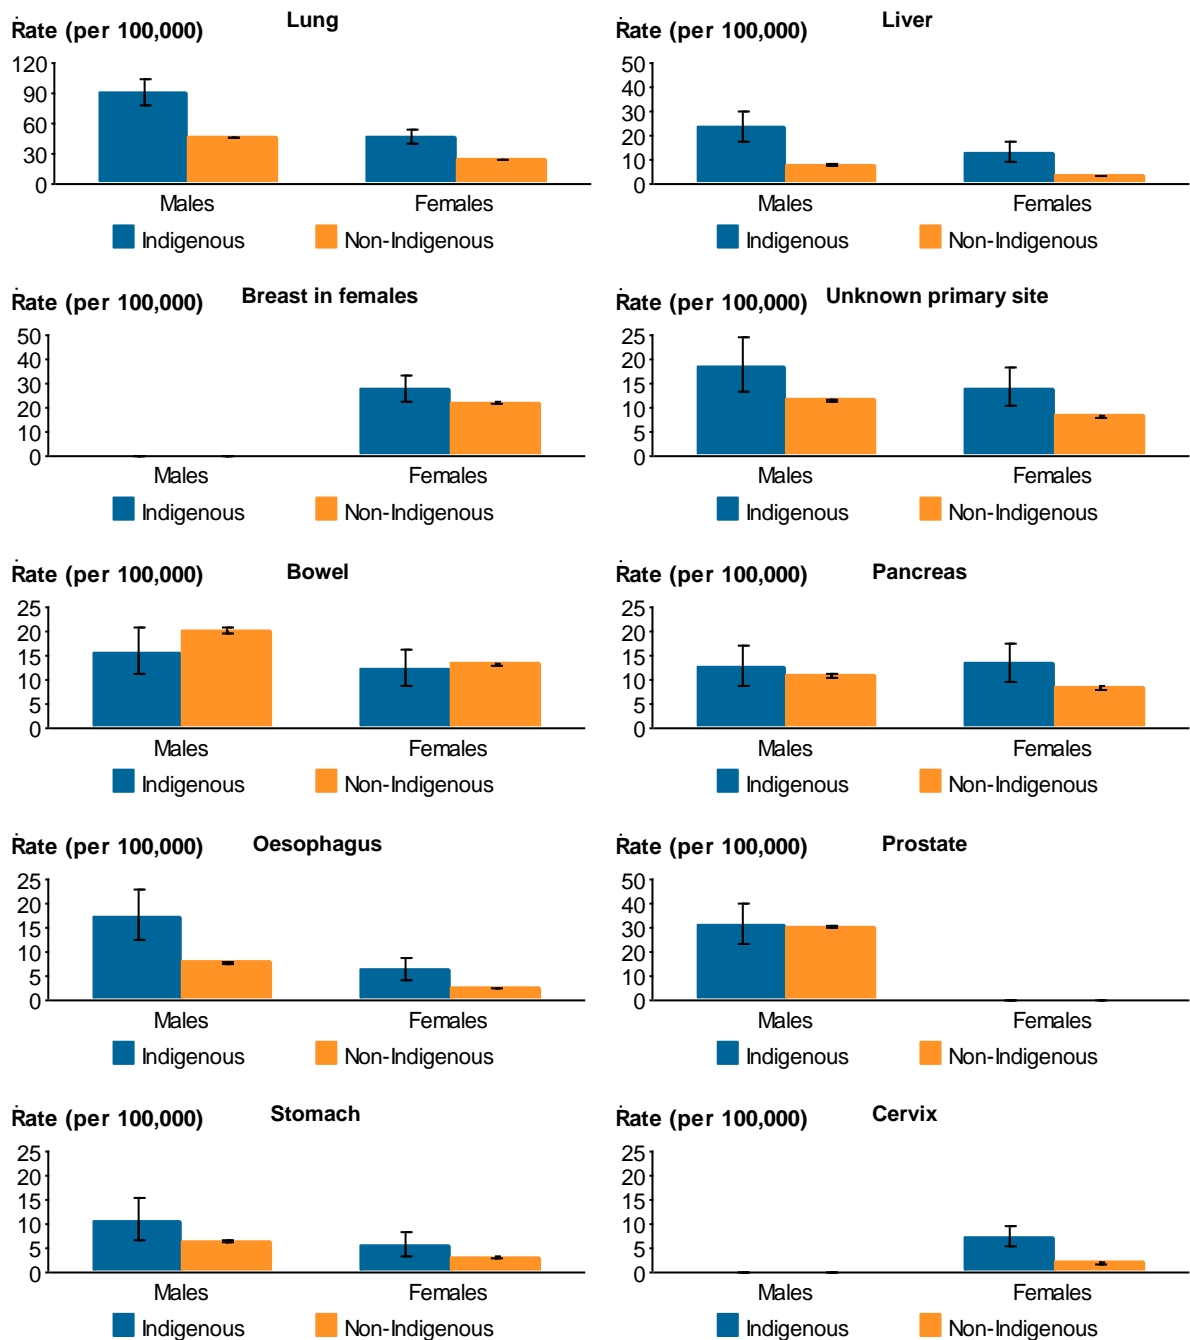 Lung
Rate (per 100,000)
120
90
60
30
0
Males Females
Indigenous Non-Indigenous
Liver
Rate (per 100,000)
50
40
30
20
10
0
Males Females
Indigenous Non-Indigenous
Breast in females
Rate (per 100,000)
50
40
30
20
10
0
Males Females
Indigenous Non-Indigenous
Unknown primary site
Rate (per 100,000)
25
20
15
10
5
0
Males Females
Indigenous Non-Indigenous
Bowel
Rate (per 100,000)
25
20
15
10
5
0
Males Females
Indigenous Non-Indigenous
Pancreas
Rate (per 100,000)
25
20
15
10
5
0
Males Females
Indigenous Non-Indigenous
Oesophagus
Rate (per 100,000)
25
20
15
10
5
0
Males Females
Indigenous Non-Indigenous
Prostate
Rate (per 100,000)
50
40
30
20
10
0
Males Females
Indigenous Non-Indigenous
Stomach
Rate (per 100,000)
25
20
15
10
5
0
Males Females
Indigenous Non-Indigenous
Cervix
Rate (per 100,000)
25
20
15
10
5
0
Males Females
Indigenous Non-Indigenous